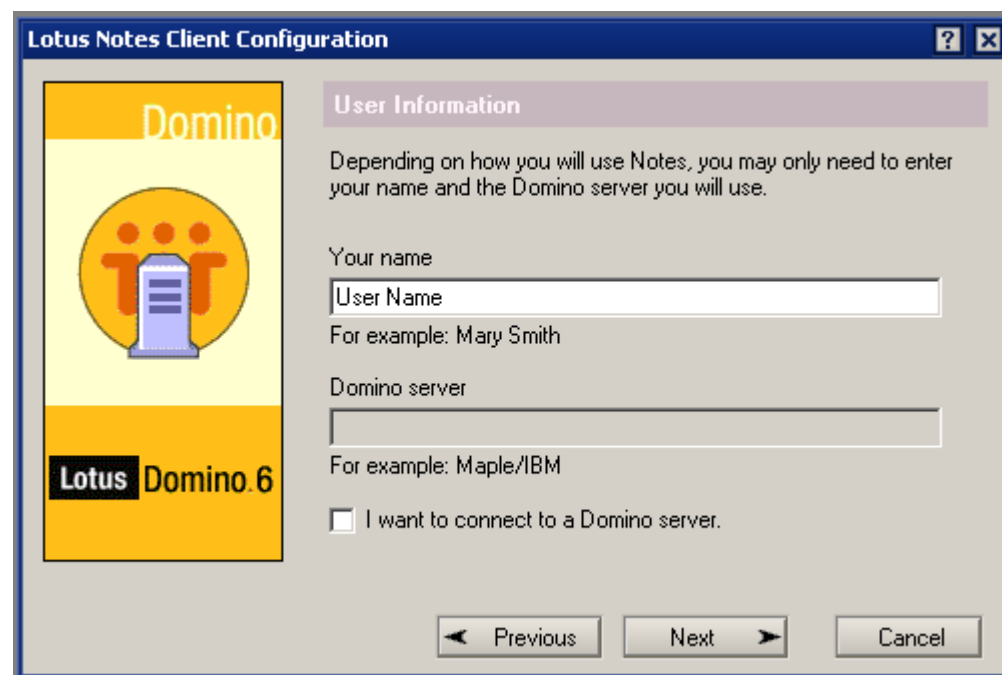 Lotus Notes Client Configuration
Domino
User Information
Depending on how you will use Notes, you may only need to enter
your name and the Domino server you will use.
Your name
User Name
For example: Mary Smith
Domino server
For example: Maple/IBM
Lotus Domino.6
I want to connect to a Domino server.
Previous
Next
Cancel